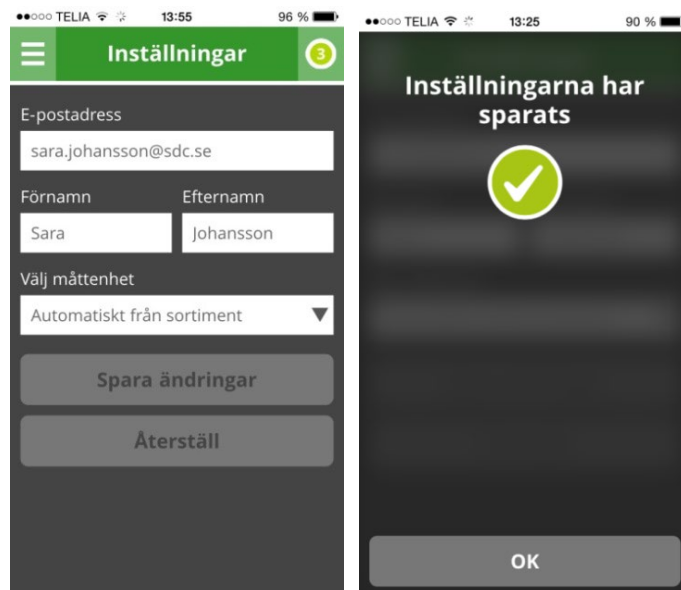 TELIA 13:55 96 %
Inställningar 3
E-postadress
sara.johansson@sdc.se
Förnamn Efternamn
Sara Johansson
Välj måttenhet
Automatiskt från sortiment
Spara ändringar
Återställ
TELIA 13:25 90 %
Inställningarna har
sparats
OK